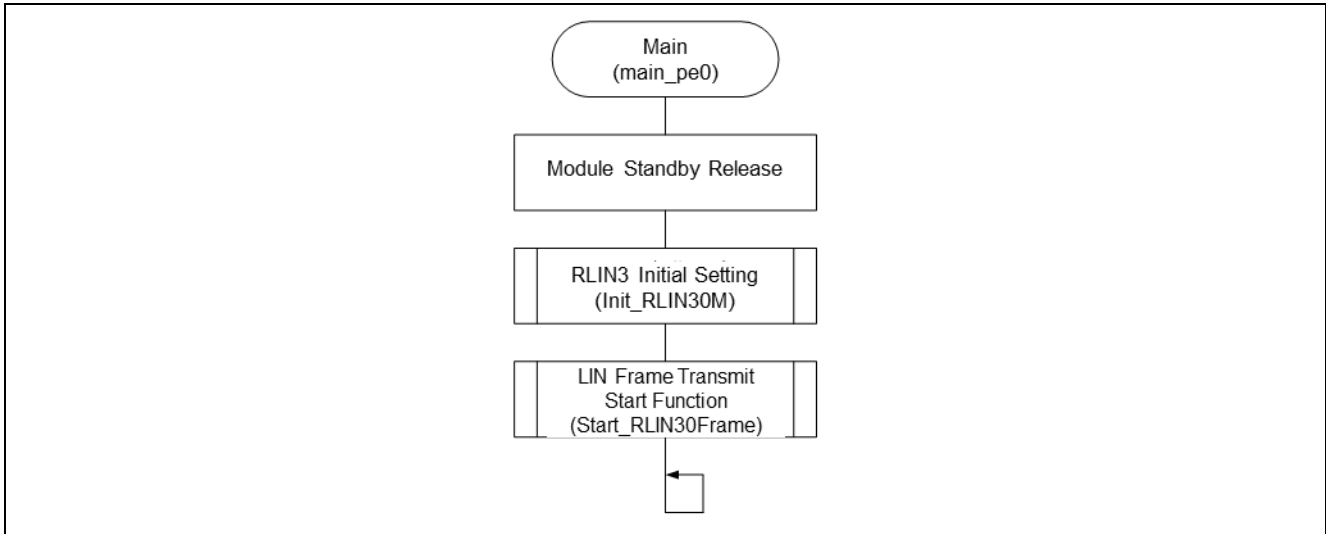 Main
(main_pe0)
Module Standby Release
RLIN3 Initial Setting
(Init_RLIN30M)
LIN Frame Transmit
Start Function
(Start_RLIN30Frame)